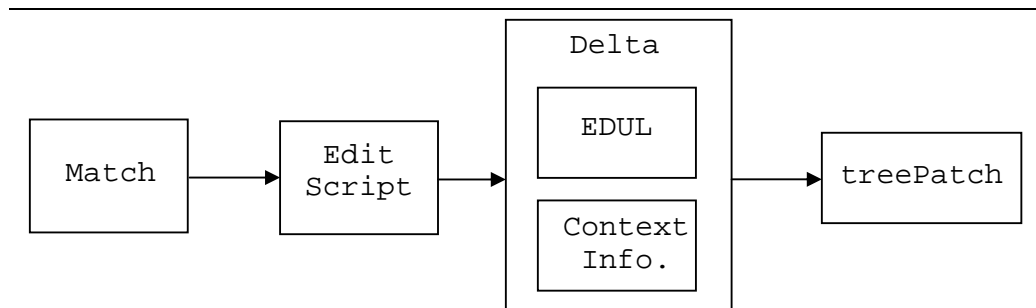 Delta
EDUL
Match
Edit
Script
treePatch
Context
Info.